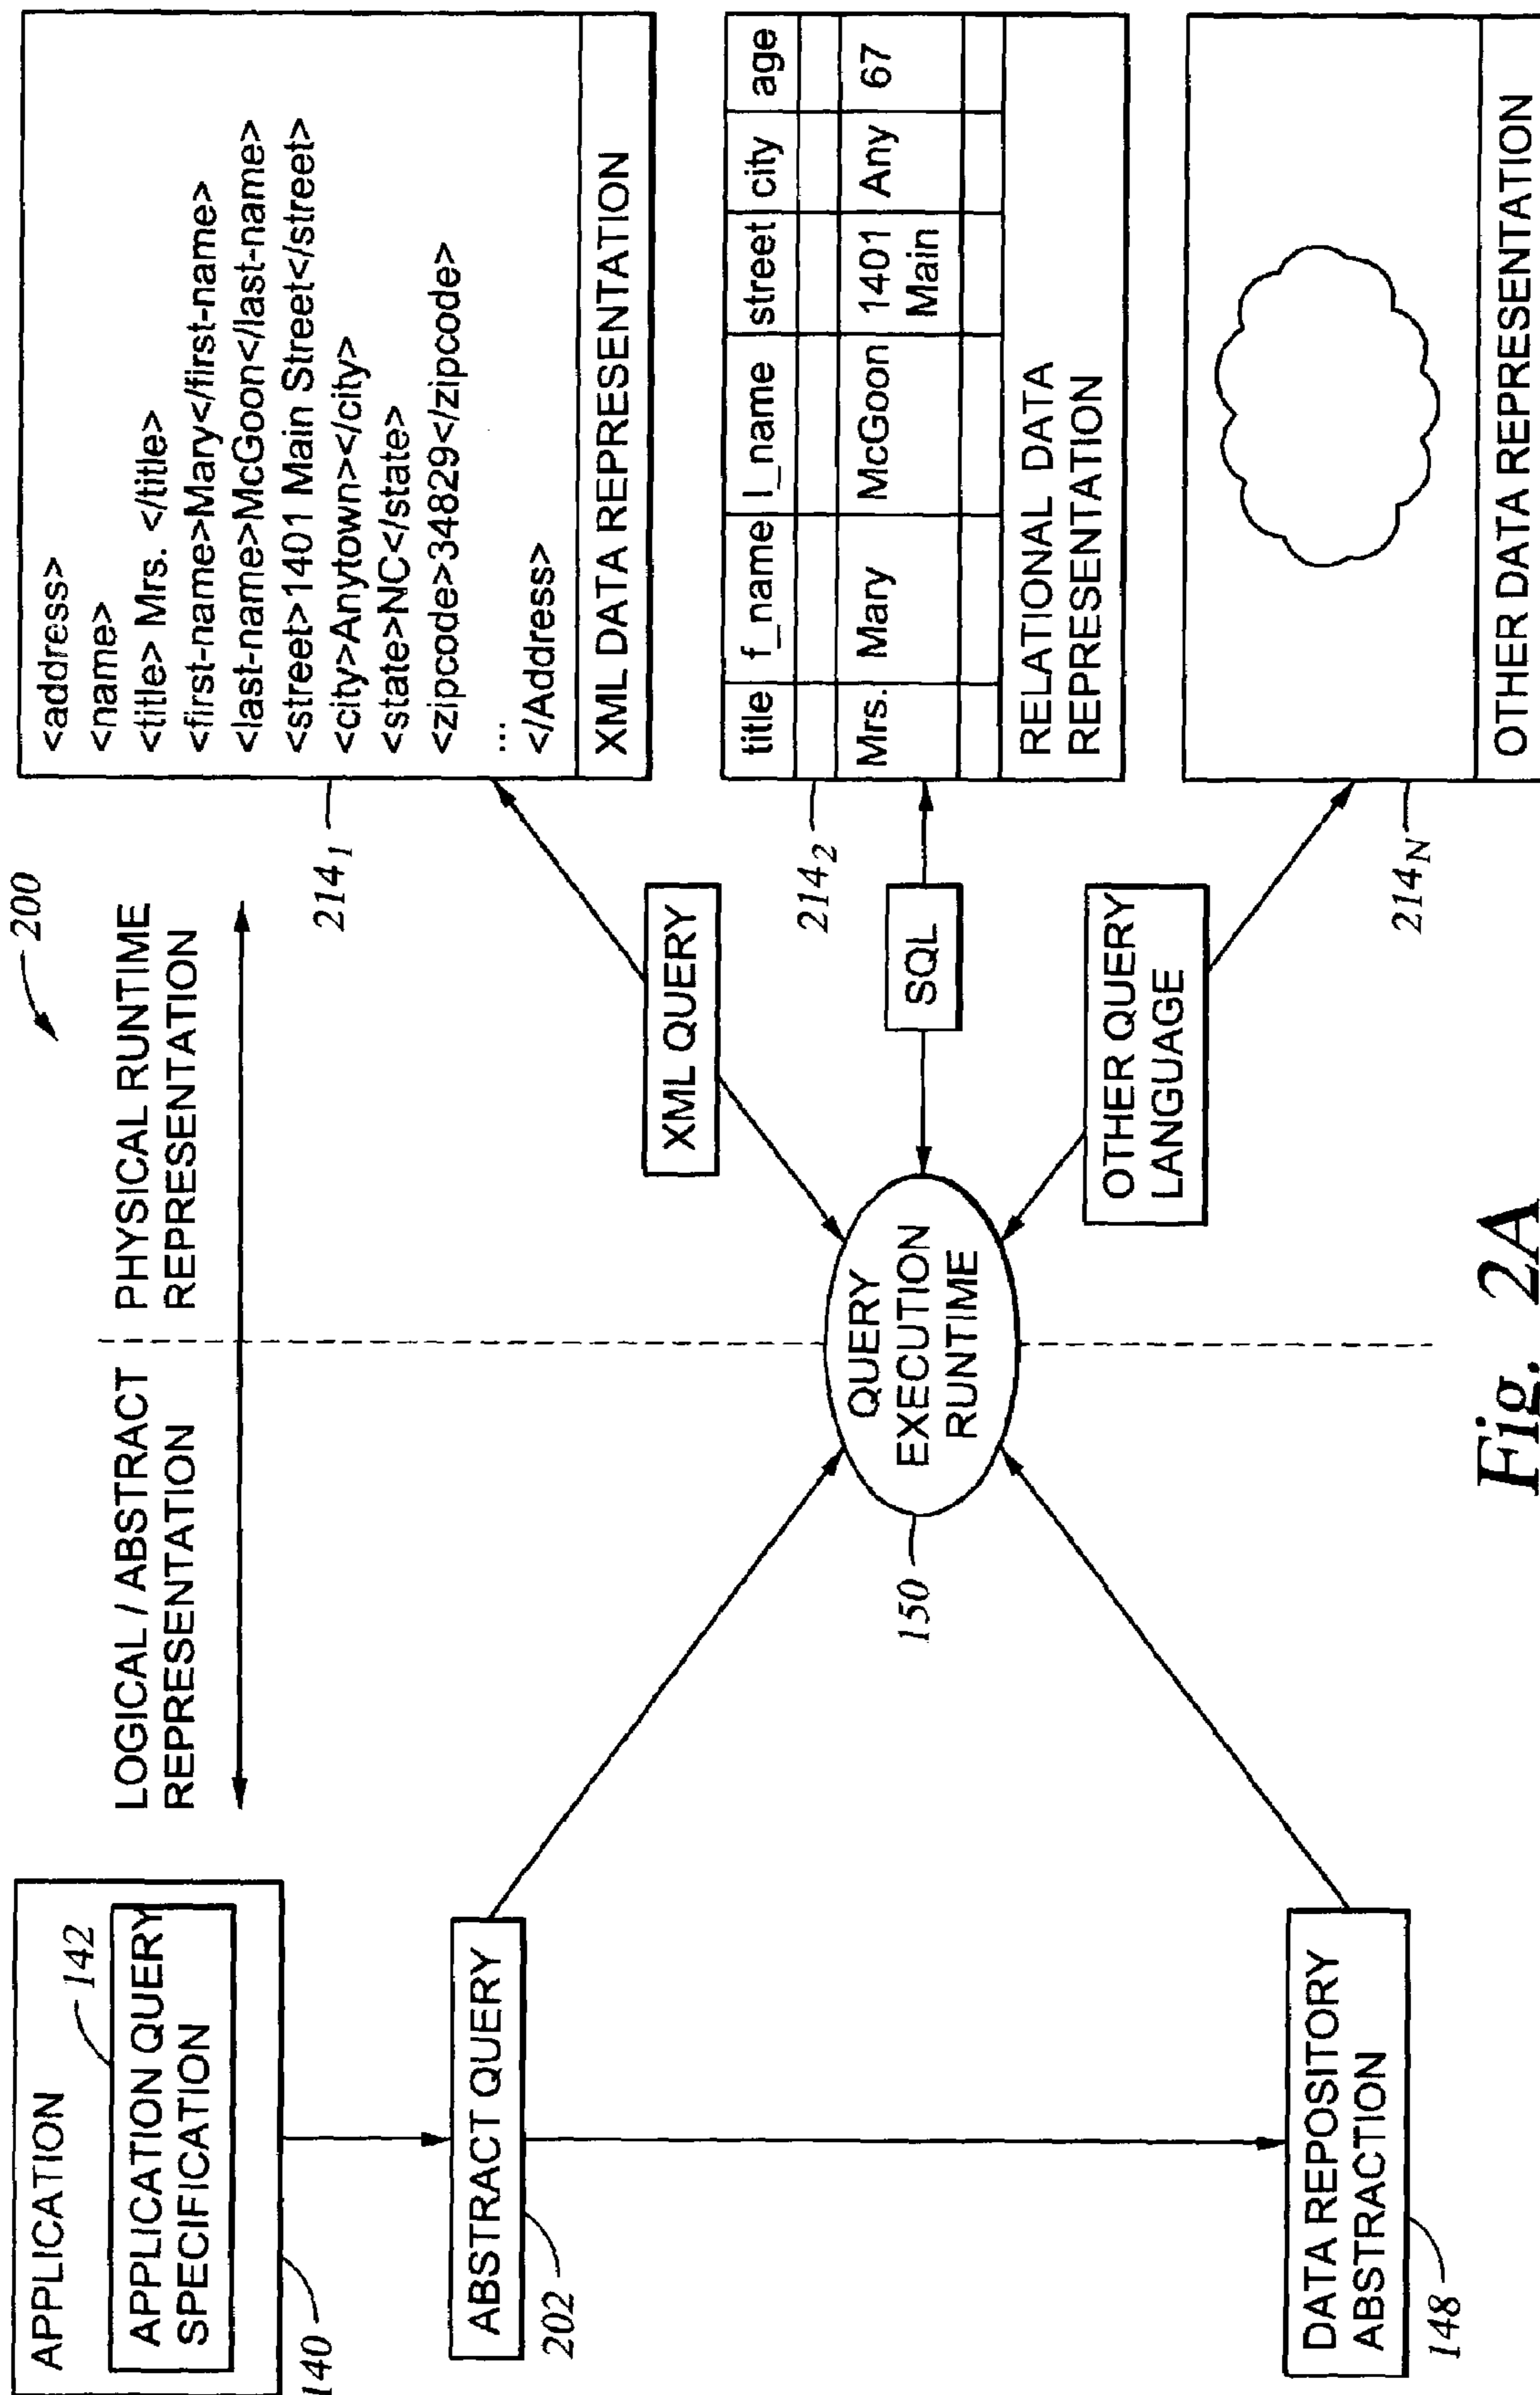 200
LOGICAL / ABSTRACT
REPRESENTATION
PHYSICAL RUNTIME
REPRESENTATION
APPLICATION
APPLICATION QUERY
SPECIFICATION
142
140
ABSTRACT QUERY
202
DATA REPOSITORY
ABSTRACTION
148
QUERY
EXECUTION
RUNTIME
150
XML QUERY
SQL
OTHER QUERY
LANGUAGE
<address>
<name>
<title> Mrs. </title>
<first-name>Mary</first-name>
<last-name>McGoon</last-name>
<street>1401 Main Street</street>
<city>Anytown></city>
<state>NC</state>
<zipcode>34829</zipcode>
...
</Address>
XML DATA REPRESENTATION
214₁
title f_name l_name street city age
Mrs. Mary McGoon 1401 Any 67
Main
RELATIONAL DATA
REPRESENTATION
214₂
OTHER DATA REPRESENTATION
214N
Fig. 2A